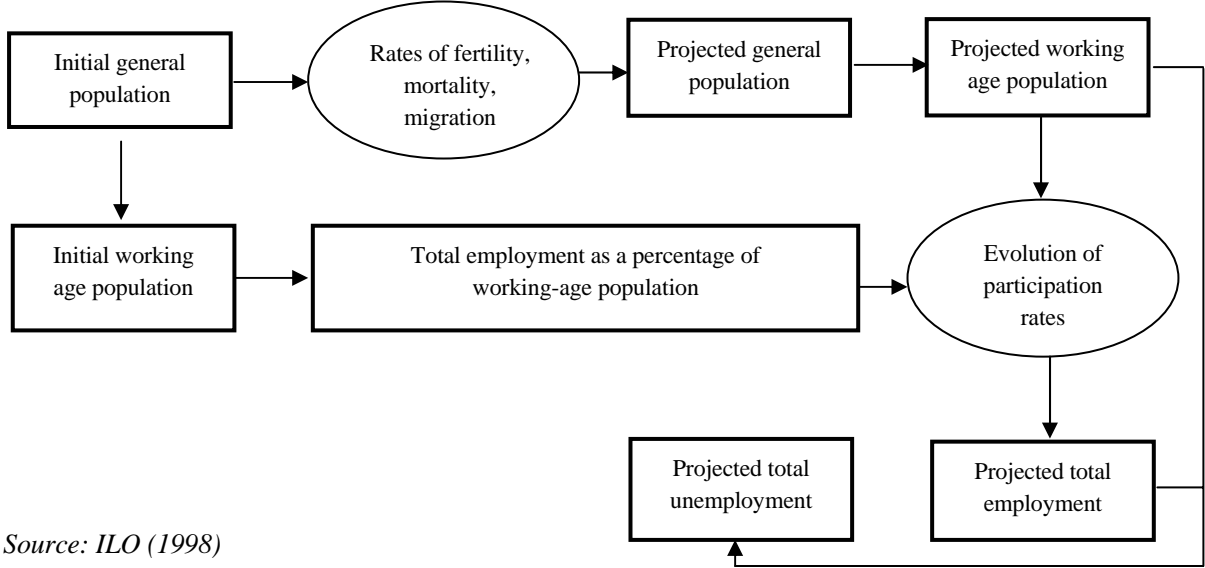 Initial general
population
Rates of fertility,
mortality,
migration
Projected general
population
Projected working
age population
Initial working
age population
Total employment as a percentage of
working-age population
Evolution of
participation
rates
Projected total
unemployment
Projected total
employment
Source: ILO (1998)